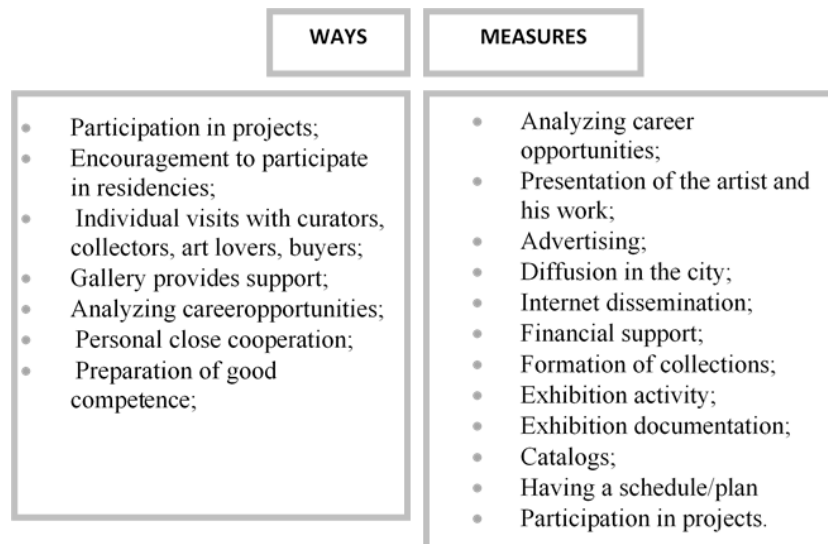 WAYS
Participation in projects;
Encouragement to participate
in residencies;
Individual visits with curators,
collectors, art lovers, buyers;
Gallery provides support;
Analyzing careeropportunities;
Personal close cooperation;
Preparation of good
competence;
MEASURES
Analyzing career
opportunities;
Presentation of the artist and
his work;
Advertising;
Diffusion in the city;
Internet dissemination;
Financial support;
Formation of collections;
Exhibition activity;
Exhibition documentation;
Catalogs;
Having a schedule/plan
Participation in projects.